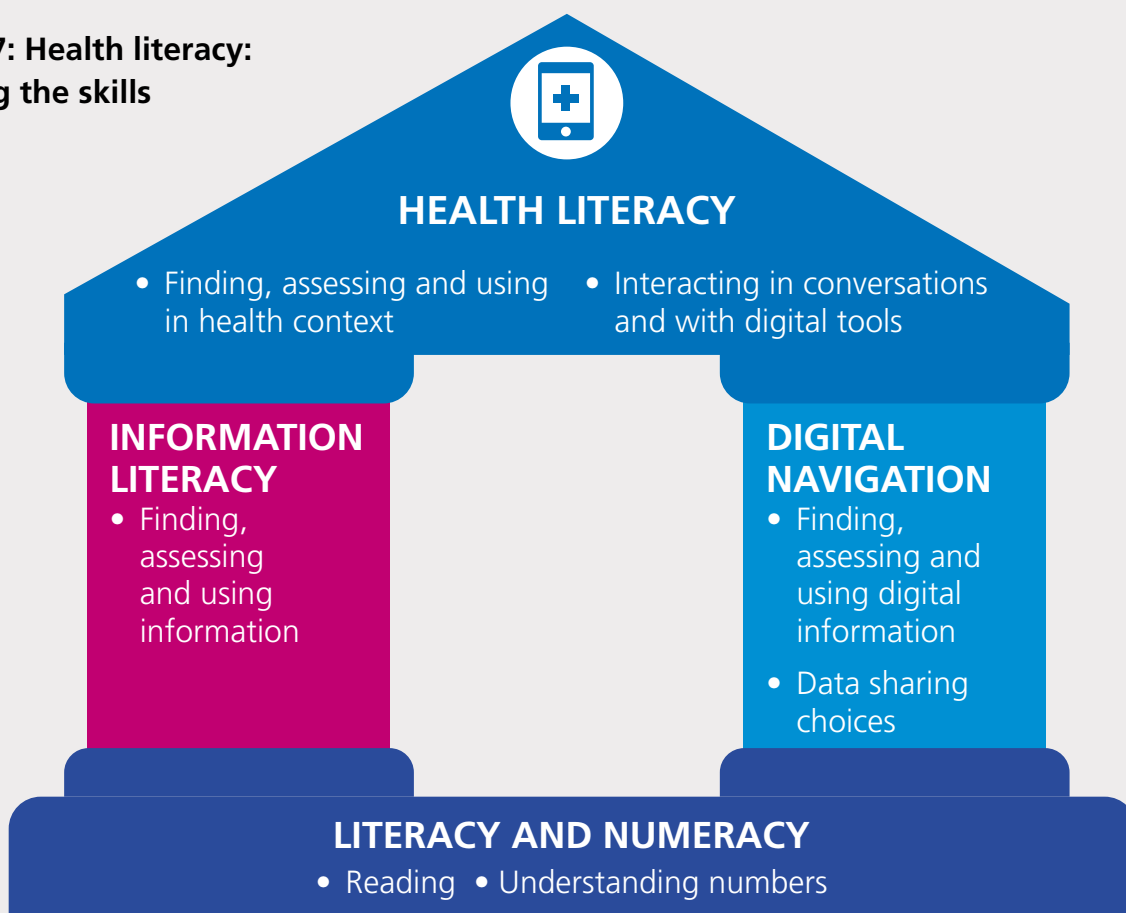 7: Health literacy:
g the skills
HEALTH LITERACY
• Finding, assessing and using
in health context
• Interacting in conversations
and with digital tools
INFORMATION
LITERACY
• Finding,
assessing
and using
information
DIGITAL
NAVIGATION
• Finding,
assessing and
using digital
information
• Data sharing
choices
LITERACY AND NUMERACY
• Reading • Understanding numbers